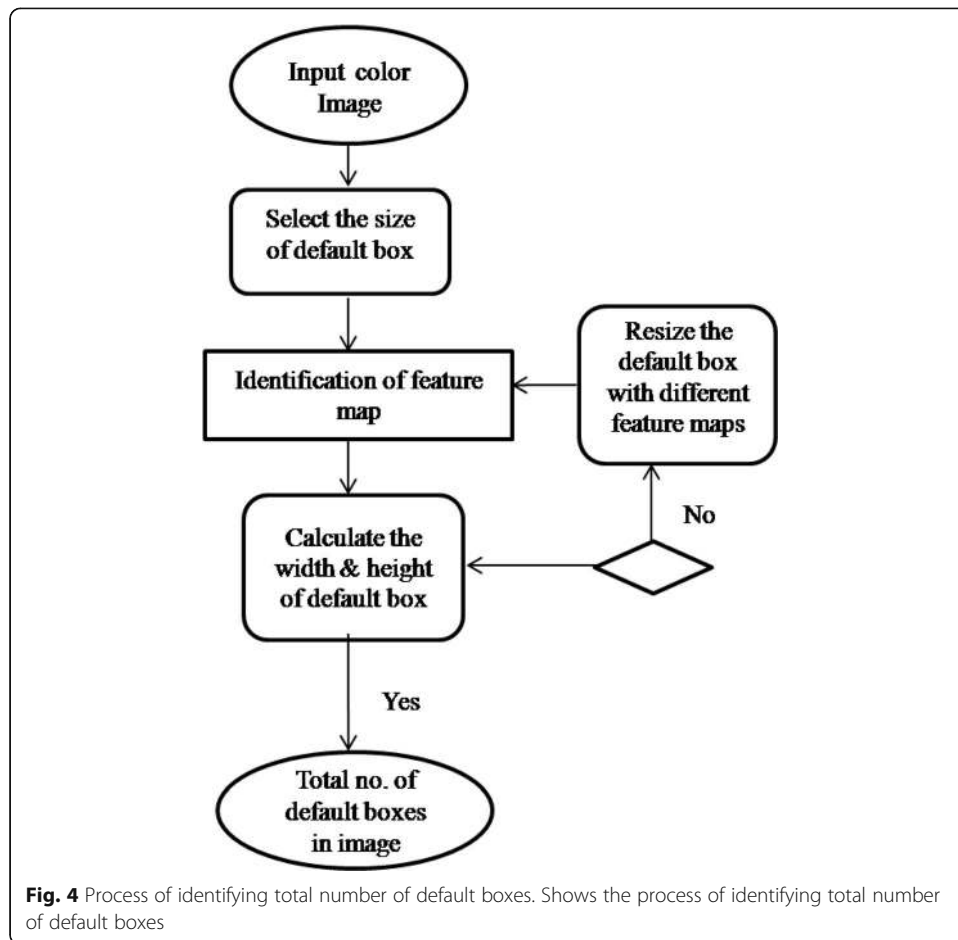 Input color
Image
Select the size
of default box
Identification of feature
map
Resize the
default box
with different
feature maps
No
Calculate the
width & height
of default box
Yes
Total no. of
default boxes
in image
Fig. 4 Process of identifying total number of default boxes. Shows the process of identifying total number
of default boxes